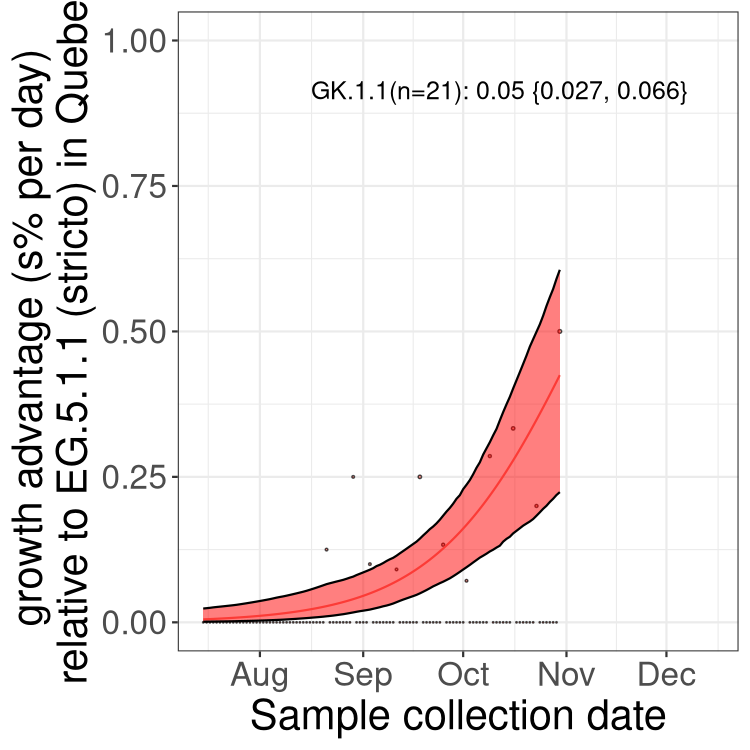 growth advantage (s% per day)
relative to EG.5.1.1 (stricto) in Quebe
1.00
0.75
0.50
0.25
0.00
GK.1.1(n=21): 0.05 {0.027, 0.066}
Aug Sep Oct Nov Dec
Sample collection date